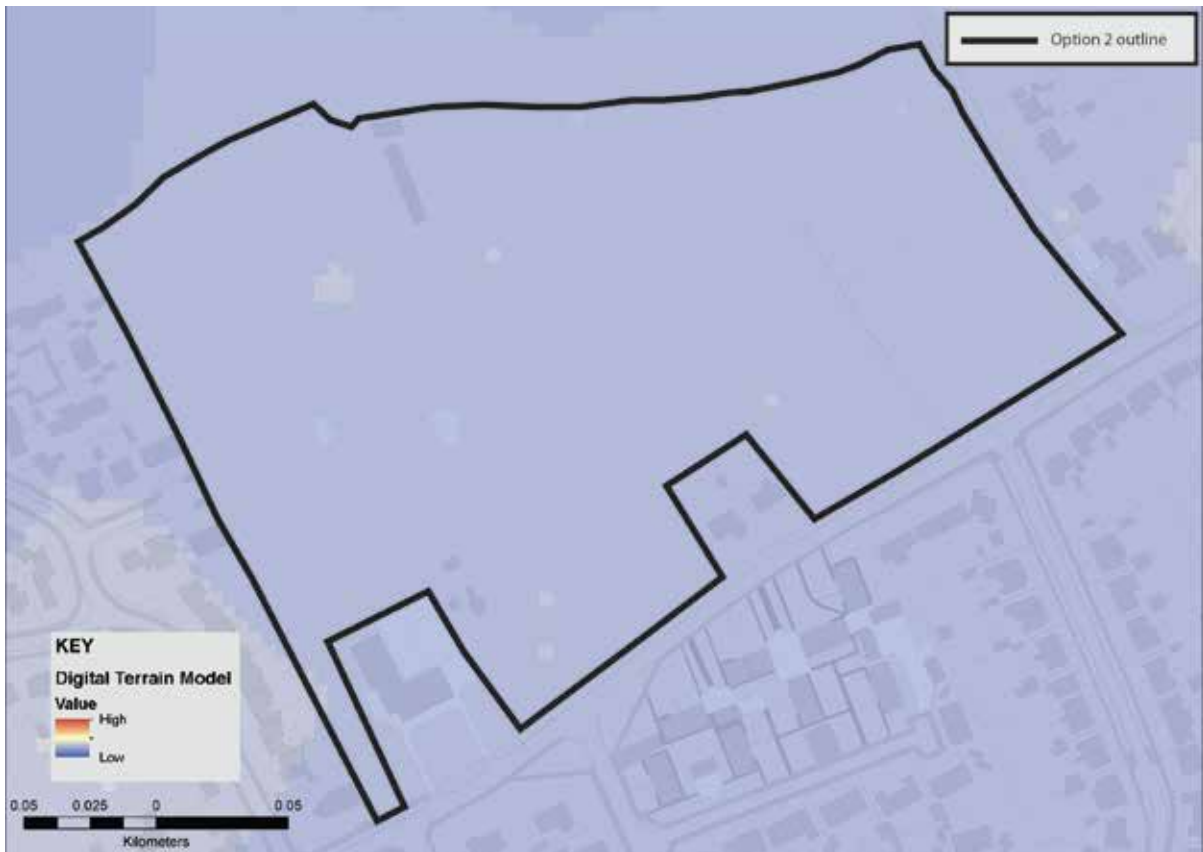 Option 2 outline
KEY
Digital Terrain Model
Value
High
Low
0.05 0.025 0 0.05
Kilometers